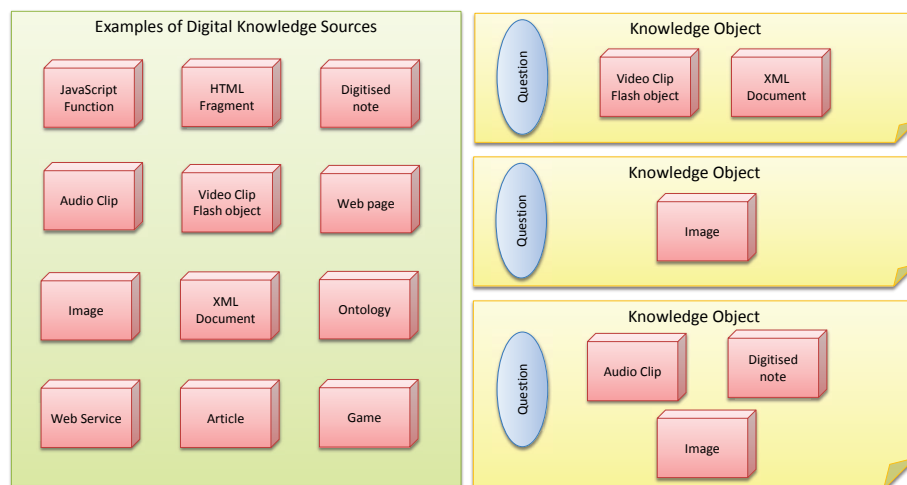 Examples of Digital Knowledge Sources
JavaScript
Function
HTML
Fragment
Digitised
note
Audio Clip
Video Clip
Flash object
Web page
Image
XML
Document
Ontology
Web Service
Article
Game
Knowledge Object
Question
Video Clip
Flash object
XML
Document
Knowledge Object
Question
Image
Knowledge Object
Question
Audio Clip
Digitised
note
Image